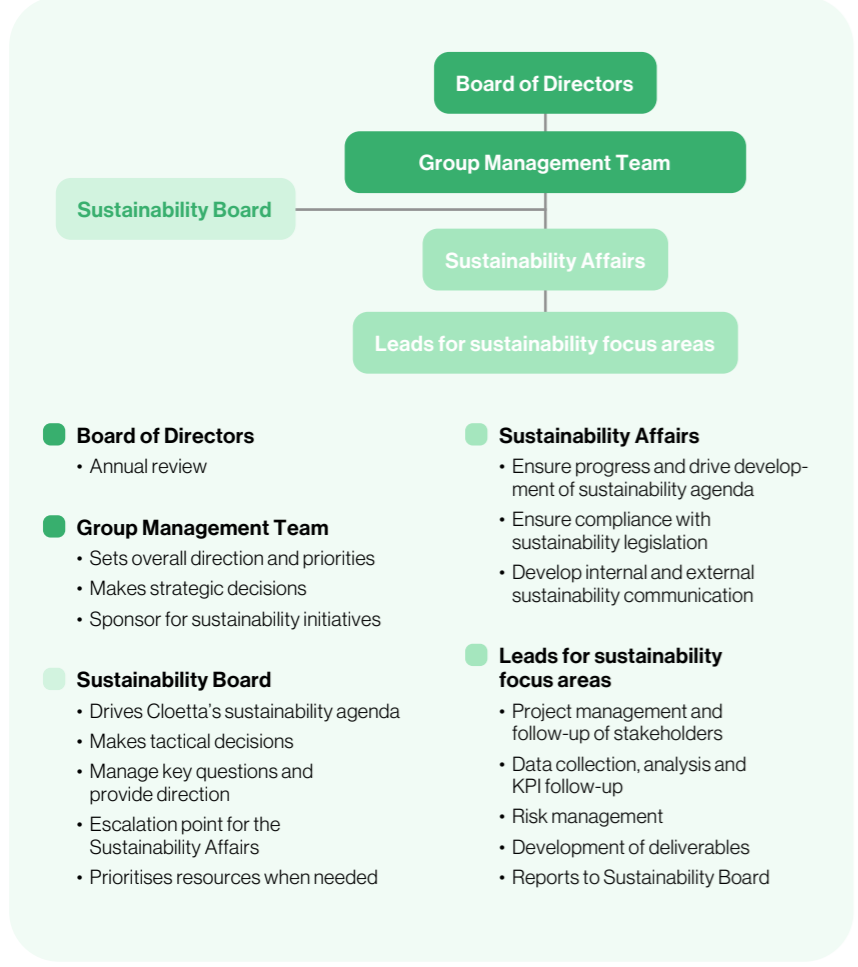 Board of Directors
Group Management Team
Sustainability Board
Sustainability Affairs
Leads for sustainability focus areas
Board of Directors
• Annual review
Group Management Team
• Sets overall direction and priorities
• Makes strategic decisions
• Sponsor for sustainability initiatives
Sustainability Board
• Drives Cloetta's sustainability agenda
• Makes tactical decisions
• Manage key questions and
provide direction
• Escalation point for the
Sustainability Affairs
• Prioritises resources when needed
Sustainability Affairs
• Ensure progress and drive develop-
ment of sustainability agenda
• Ensure compliance with
sustainability legislation
• Develop internal and external
sustainability communication
Leads for sustainability
focus areas
• Project management and
follow-up of stakeholders
• Data collection, analysis and
KPI follow-up
• Risk management
• Development of deliverables
• Reports to Sustainability Board